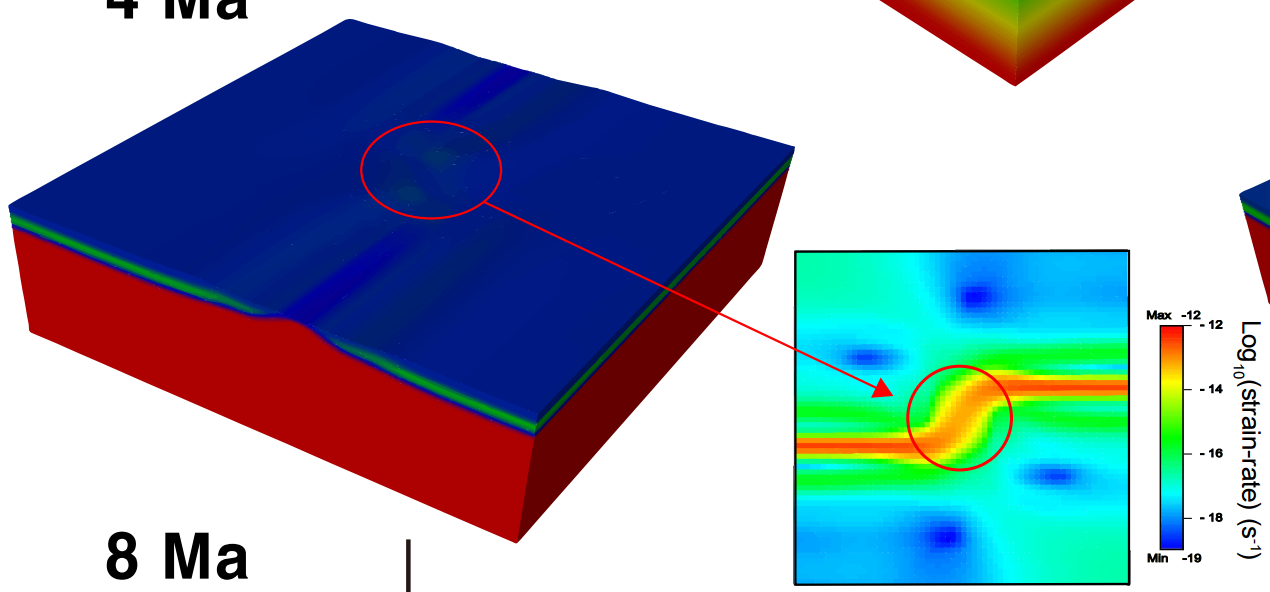 4 Ma
Max -12
- 12
- 14
- 16
- 18
Min -19
Log10(strain-rate) (s-1)
8 Ma